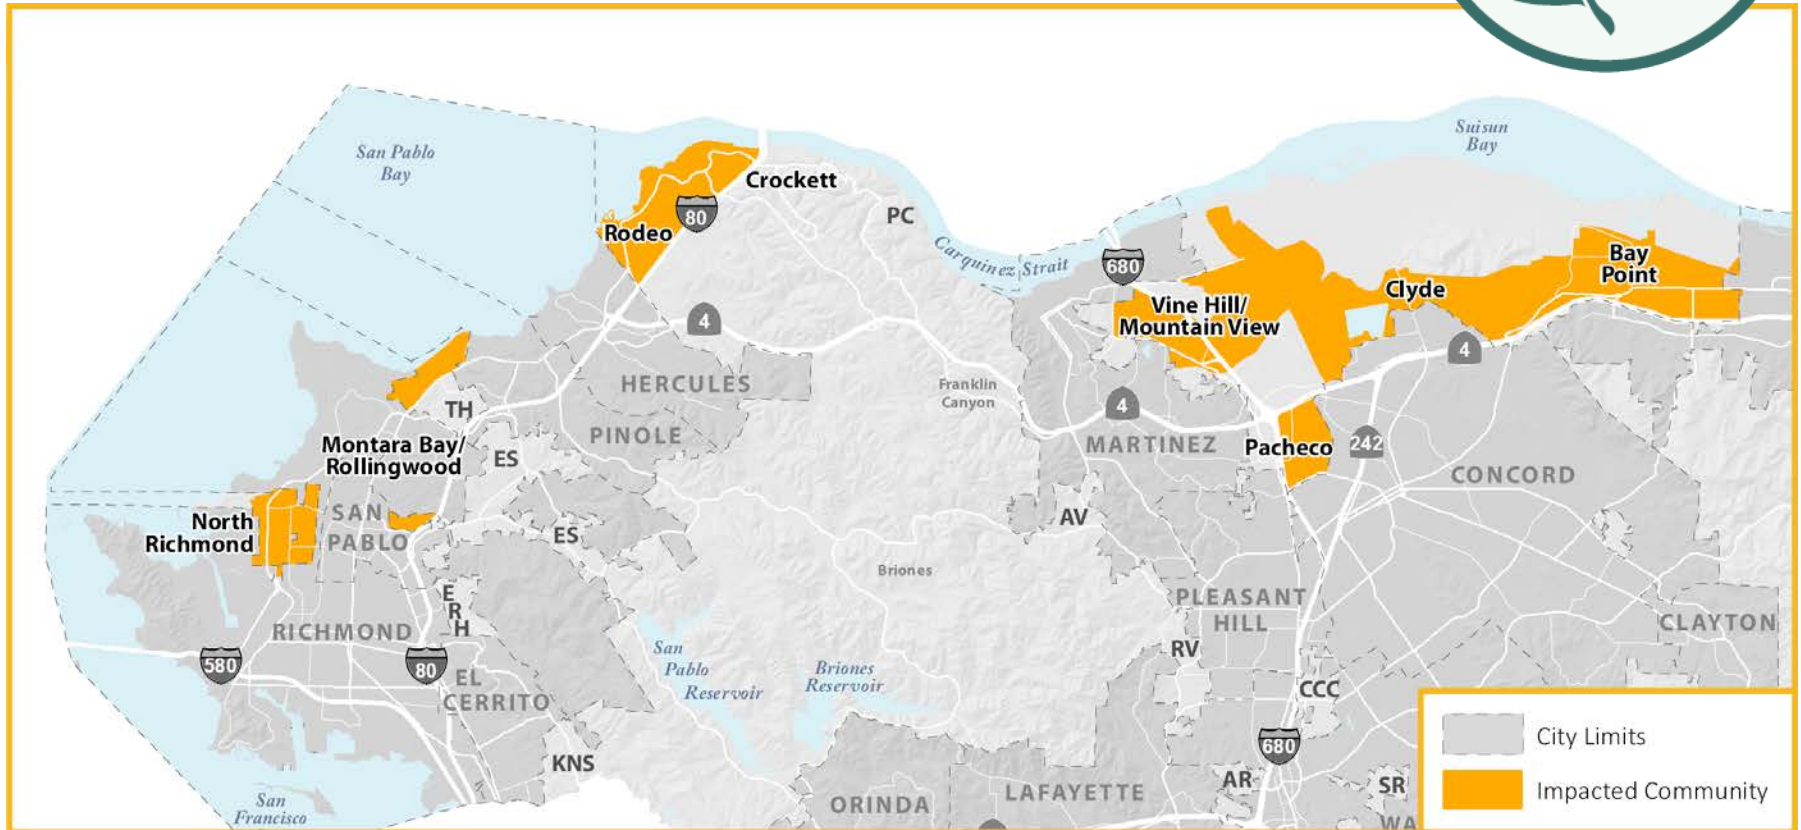 San Pablo
Bay
Suisun
Bay
Crockett
PC
80
Rodeo
Carquinez Strait
680
Bay
Point
Clyde
Vine Hill/
Mountain View
4
4
HERCULES
Franklin
Canyon
4
TH
PINOLE
MARTINEZ
Pacheco
242
CONCORD
Montara Bay/
Rollingwood
ES
North
Richmond
SAN
PABLO
ES
AV
Briones
E
R
H
PLEASANT
HILL
CLAYTON
RICHMOND
580
80
EL
CERRITO
San
Pablo
Reservoir
Briones
Reservoir
RV
CCC
680
KNS
ORINDA
LAFAYETTE
AR
SR
WA
San
Francisco
City Limits
Impacted Community